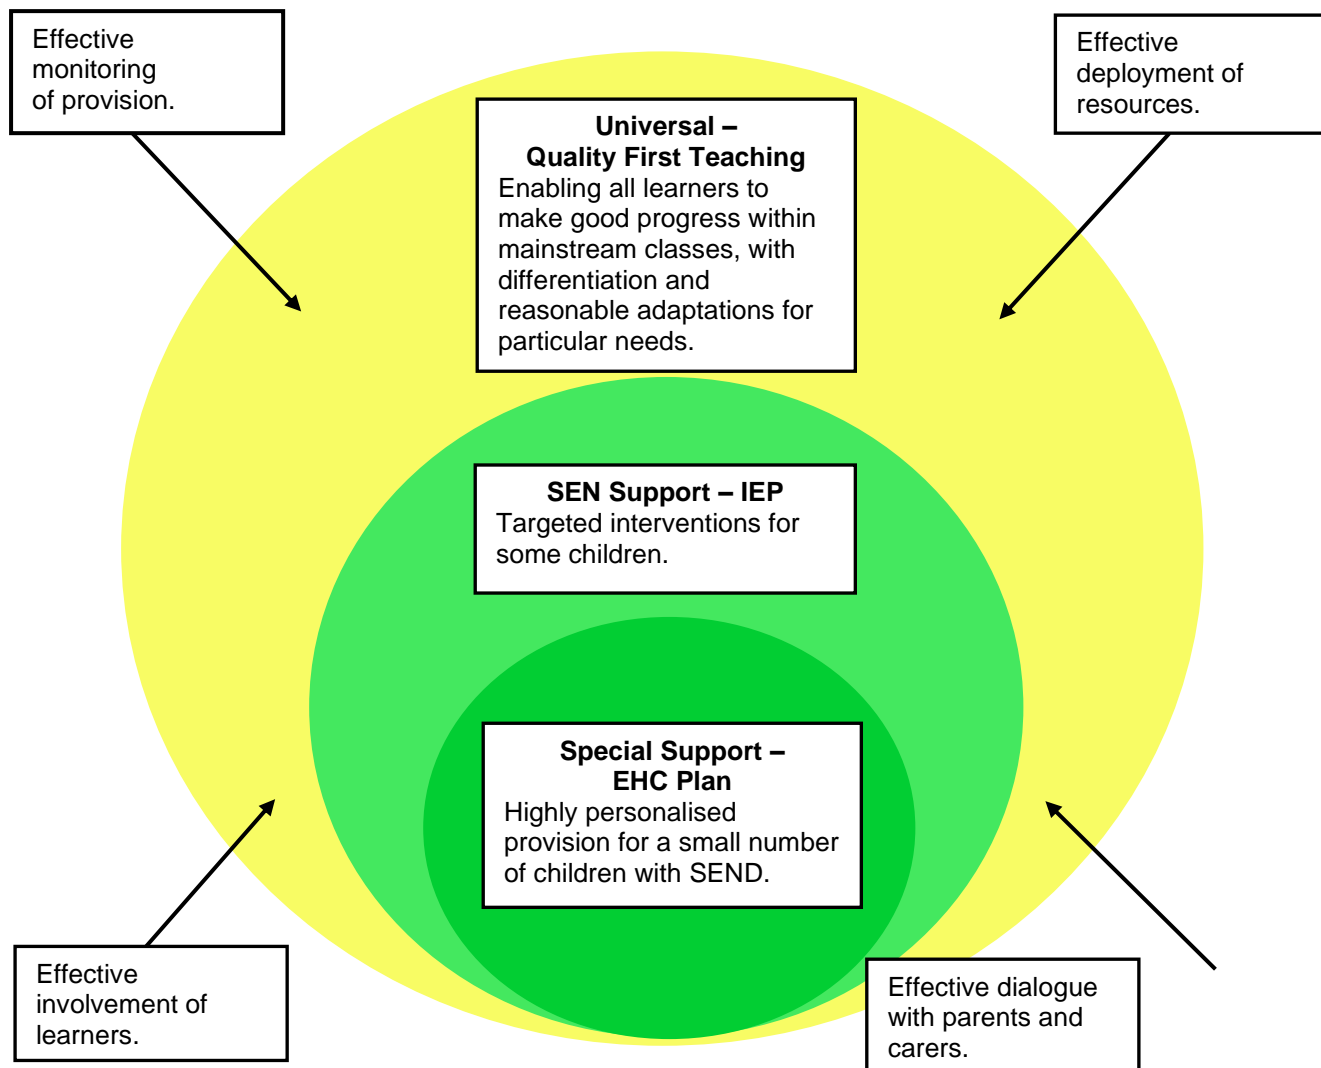 Effective
monitoring
of provision.
Effective
deployment of
resources.
Universal –
Quality First Teaching
Enabling all learners to
make good progress within
mainstream classes, with
differentiation and
reasonable adaptations for
particular needs.
SEN Support – IEP
Targeted interventions for
some children.
Special Support –
EHC Plan
Highly personalised
provision for a small number
of children with SEND.
Effective
involvement of
learners.
Effective dialogue
with parents and
carers.